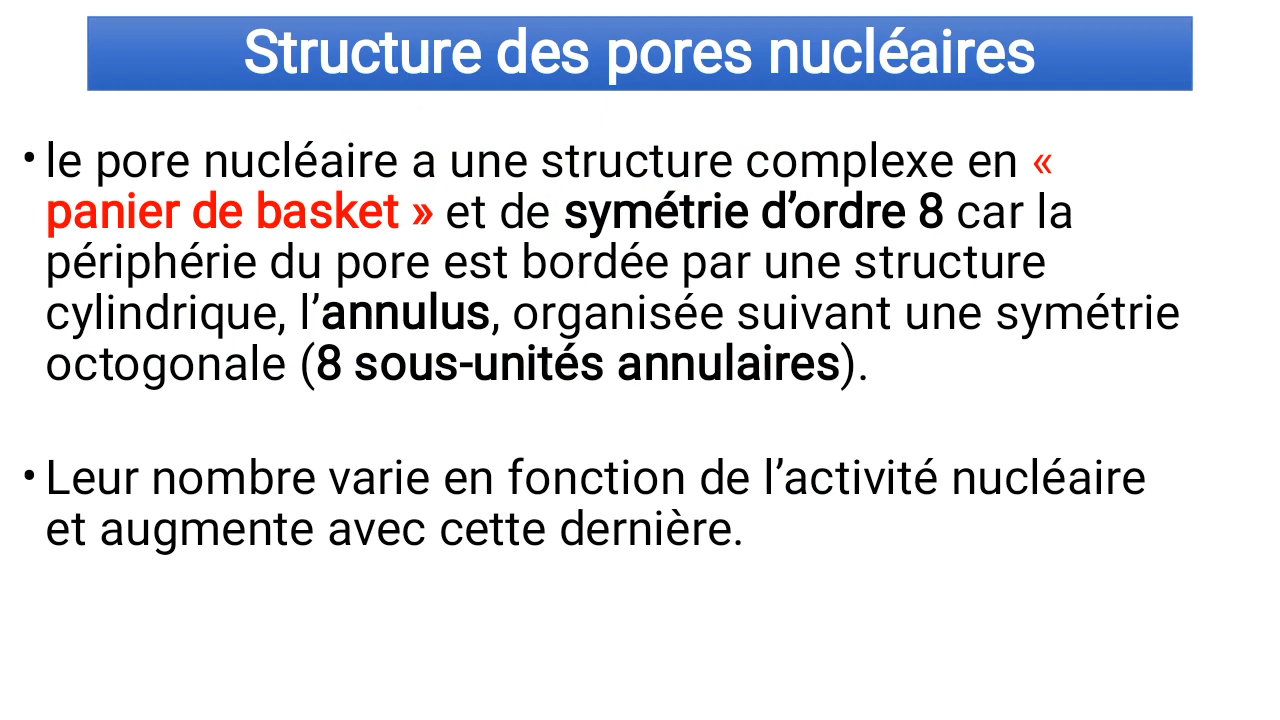 Structure des pores nucléaires
• le pore nucléaire a une structure complexe en «
panier de basket » et de symétrie d’ordre 8 car la
périphérie du pore est bordée par une structure
cylindrique, l’annulus, organisée suivant une symétrie
octogonale (8 sous-unités annulaires).
• Leur nombre varie en fonction de l’activité nucléaire
et augmente avec cette dernière.